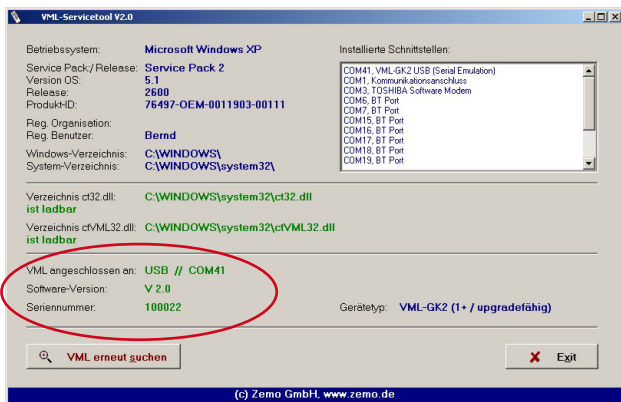 VML-Servicetool V2.0
Betriebssystem: Microsoft Windows XP
Service Pack:/ Release: Service Pack 2
Version OS: 5.1
Release: 2600
Produkt-ID: 76497-OEM-0011903-00111
Reg. Organisation:
Reg. Benutzer: Bernd
Windows-Verzeichnis: C:\WINDOWS\
System-Verzeichnis: C:\WINDOWS\system32\
Installierte Schnittstellen:
COM41, VML-GK2 USB (Serial Emulation)
COM1, Kommunikationsanschluss
COM3, TOSHIBA Software Modem
COM6, BT Port
COM7, BT Port
COM15, BT Port
COM16, BT Port
COM17, BT Port
COM18, BT Port
COM19, BT Port
Verzeichnis ct32.dll: C:\WINDOWS\system32\ct32.dll
ist ladbar
Verzeichnis ctVML32.dll: C:\WINDOWS\system32\ctVML32.dll
ist ladbar
VML angeschlossen an: USB // COM41
Software-Version: V 2.0
Seriennummer: 100022
Gerätetyp: VML-GK2 (1+ / upgradefähig)
VML erneut suchen
Exit
(c) Zemo GmbH, www.zemo.de